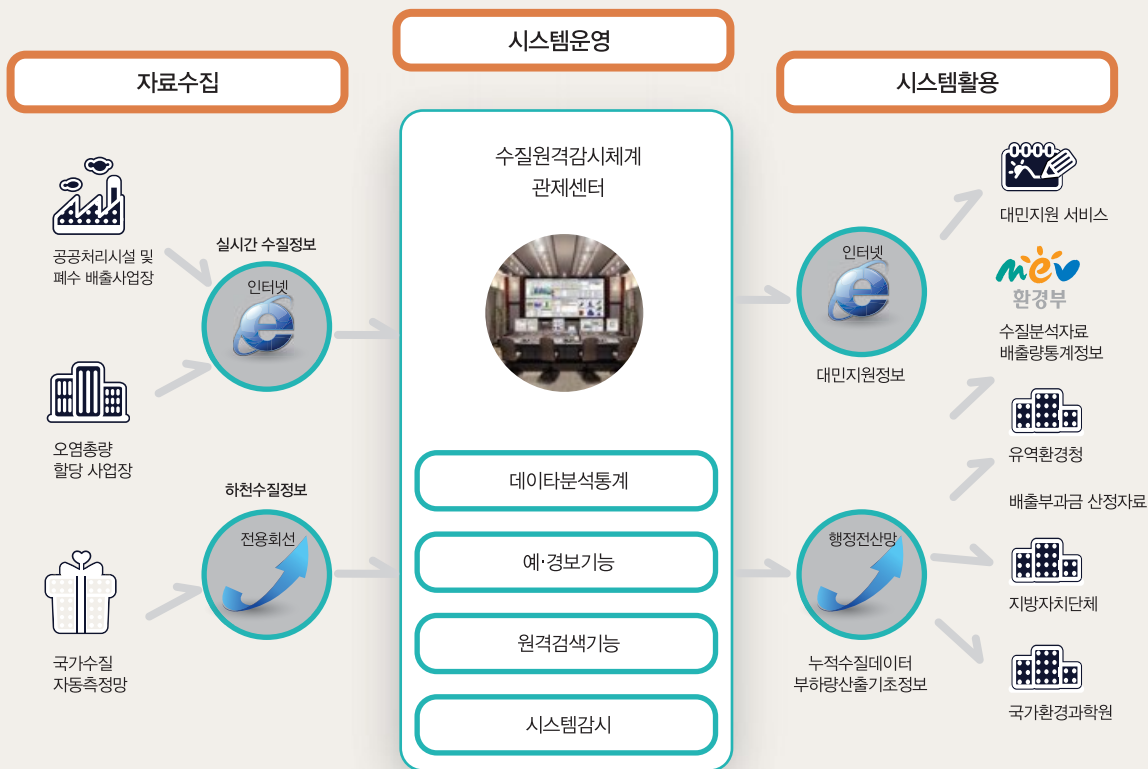 자료수집
공공처리시설 및
폐수 배출사업장
실시간 수질정보
인터넷
오염총량
할당 사업장
하천수질정보
전용회선
국가수질
자동측정망
시스템운영
수질원격감시체계
관제센터
데이타분석통계
예·경보기능
원격검색기능
시스템감시
시스템활용
인터넷
대민지원정보
행정전산망
누적수질데이터
부하량산출기초정보
대민지원 서비스
mev
환경부
수질분석자료
배출량통계정보
유역환경청
배출부과금 산정자료
지방자치단체
국가환경과학원